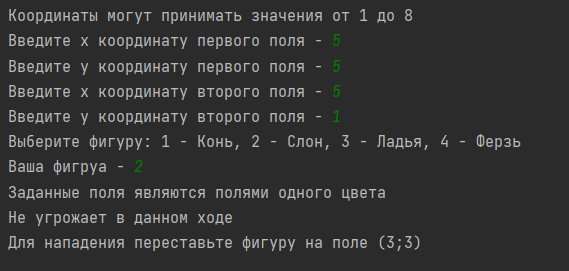 Координаты могут принимать значения от 1 до 8
Введите x координату первого поля - 5
Введите y координату первого поля - 5
Введите x координату второго поля - 5
Введите y координату второго поля - 1
Выберите фигуру: 1 - Конь, 2 - Слон, 3 - Ладья, 4 - Ферзь
Ваша фигруа - 2
Заданные поля являются полями одного цвета
Не угрожает в данном ходе
Для нападения переставьте фигуру на поле (3;3)